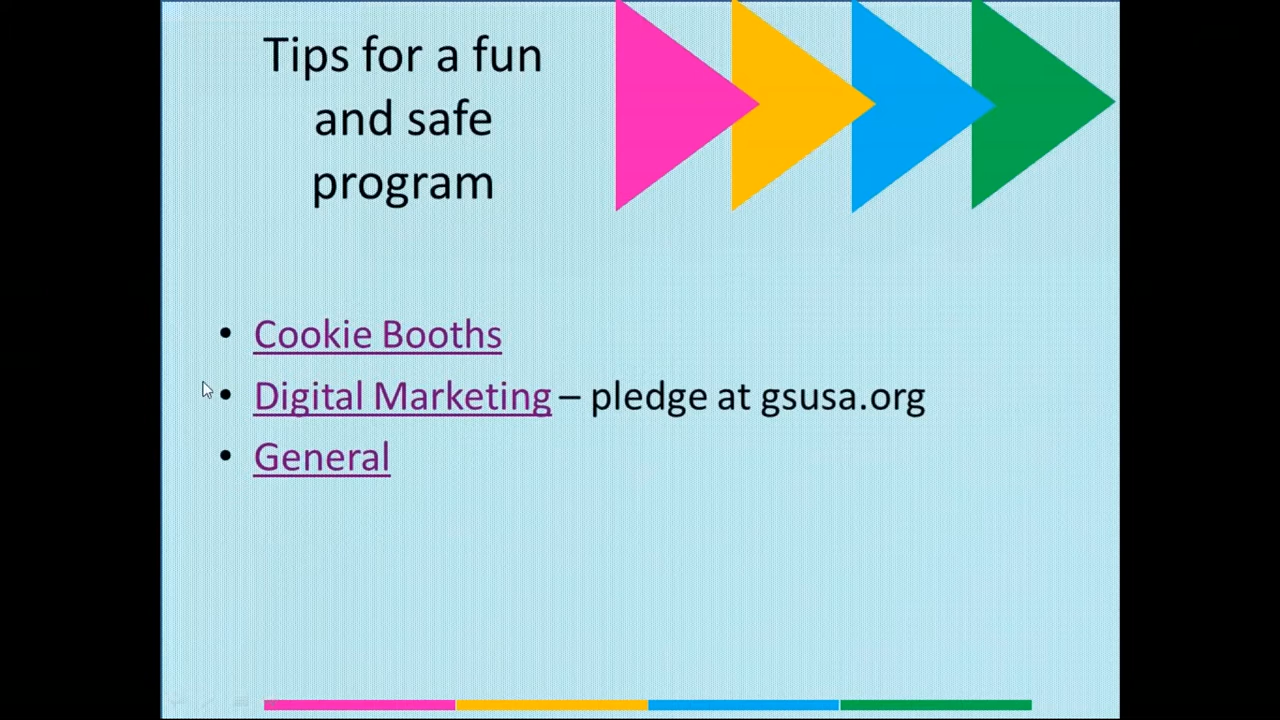 Tips for a fun
and safe
program
• Cookie Booths
• Digital Marketing – pledge at gsusa.org
• General